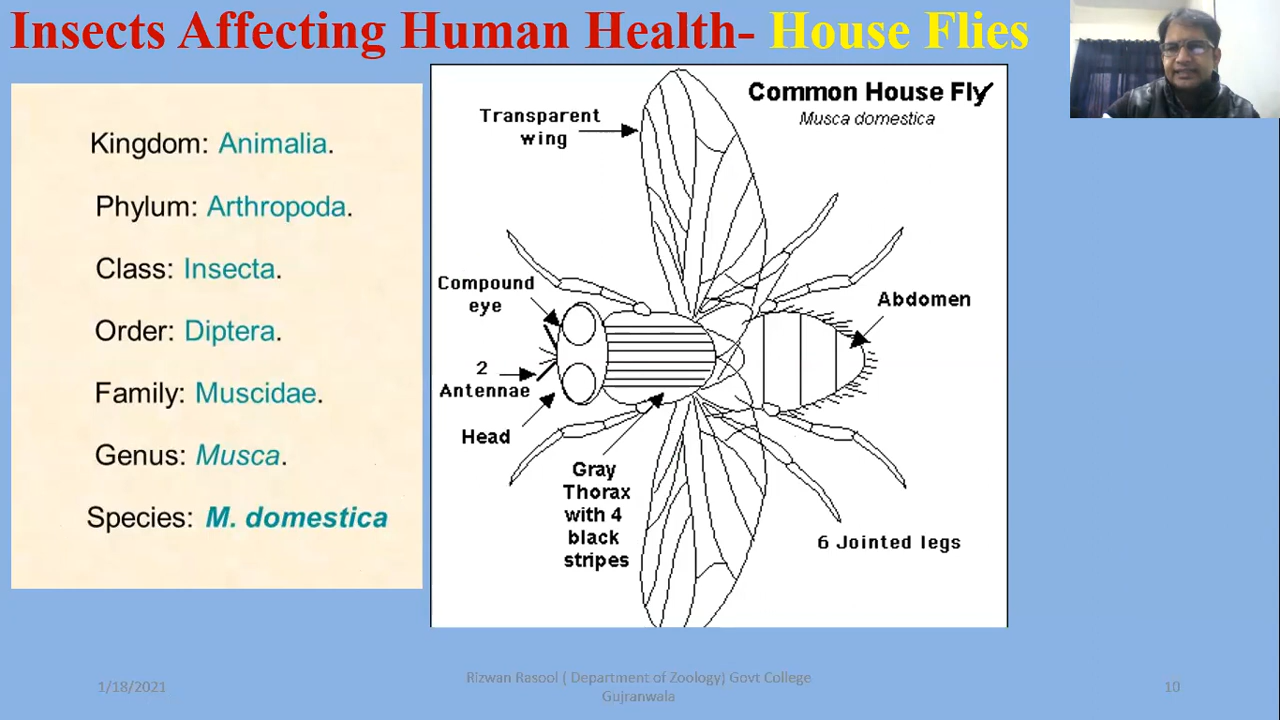 Insects Affecting Human Health- House Flies
Kingdom: Animalia.
Phylum: Arthropoda.
Class: Insecta.
Order: Diptera.
Family: Muscidae.
Genus: Musca.
Species: M. domestica
Common House Fly
Musca domestica
Transparent
wing
Compound
eye
2
Antennae
Head
Gray
Thorax
with 4
black
stripes
Abdomen
6 Jointed legs
1/18/2021
Rizwan Rasool ( Department of Zoology) Govt College
Gujranwala
10